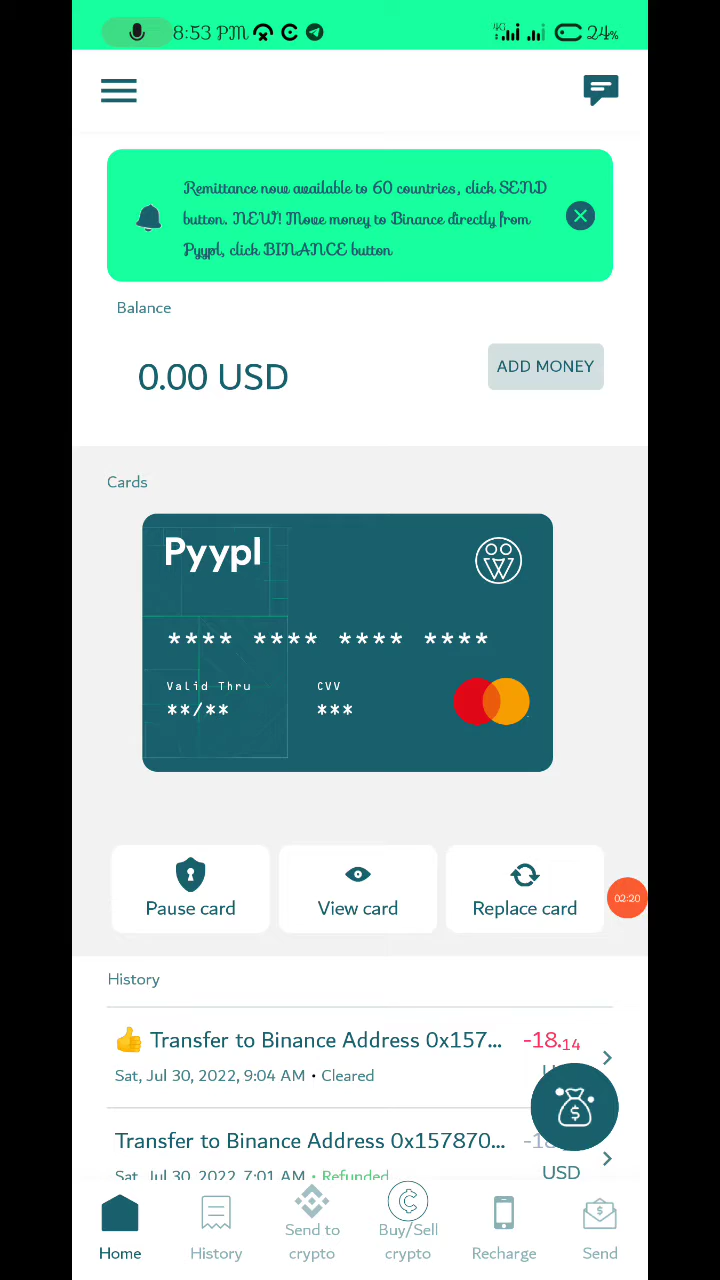 8:53 PM 4G 24%
Remittance now available to 60 countries, click SEND
button. NEW! Move money to Binance directly from
Pyypl, click BINANCE button
Balance
0.00 USD
ADD MONEY
Cards
Pyypl
**** **** **** ****
Valid Thru CVV
**/** ***
Pause card View card Replace card
02:20
History
👍 Transfer to Binance Address 0x157... -18.14
Sat, Jul 30, 2022, 9:04 AM • Cleared
Transfer to Binance Address 0x157870...
Sat, Jul 30, 2022, 7:01 AM • Refunded USD
Home History Send to crypto Buy/Sell crypto Recharge Send